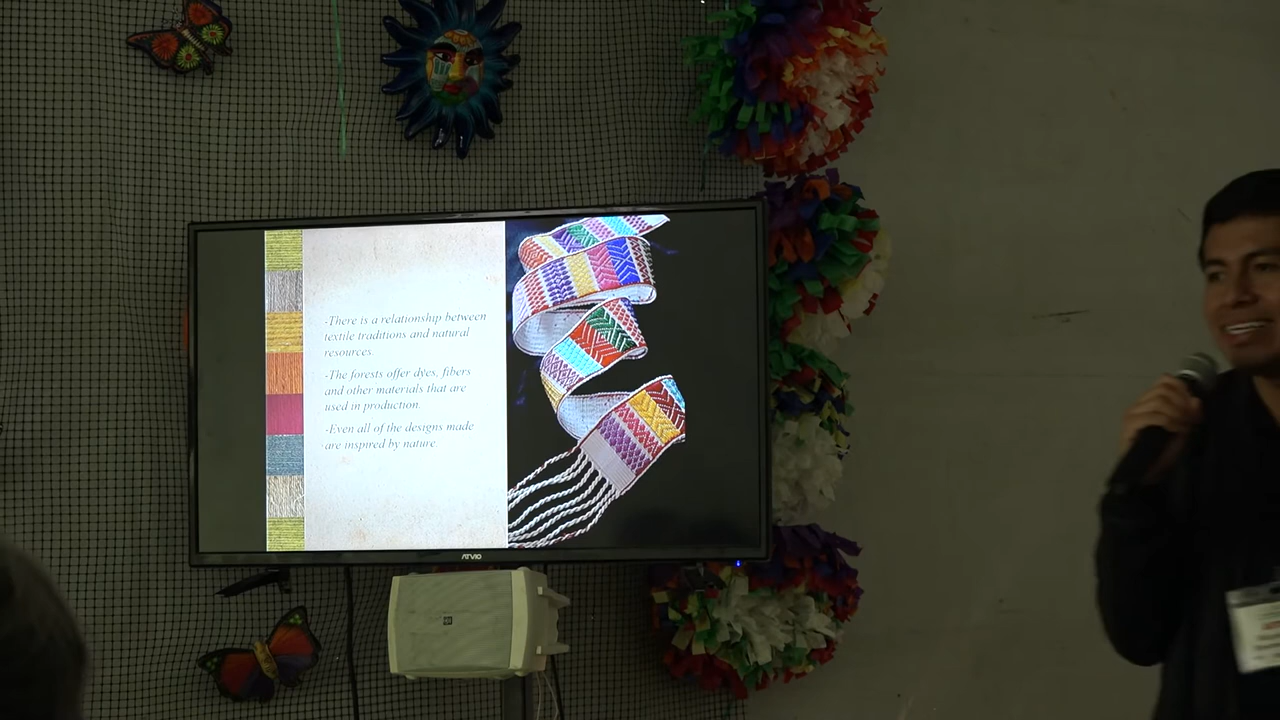 -There is a relationship between
textile traditions and natural
resources.
-The forests offer dyes, fibers
and other materials that are
used in production.
-Even all of the designs made
are inspired by nature.
ATVIO